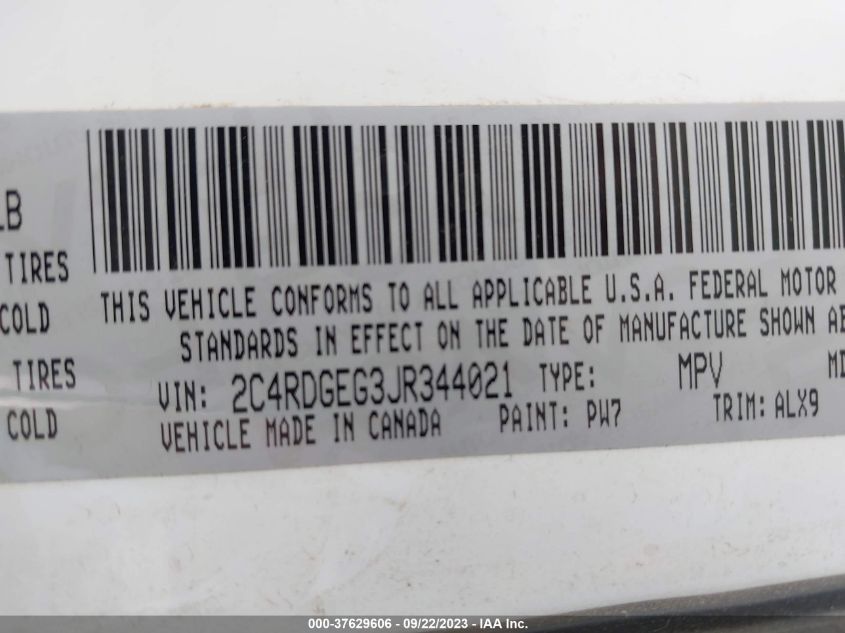 LB
TIRES
COLD
TIRES
COLD
THIS VEHICLE CONFORMS TO ALL APPLICABLE U.S.A. FEDERAL MOTOR
STANDARDS IN EFFECT ON THE DATE OF MANUFACTURE SHOWN AB
VIN: 2C4RDGEG3JR344021 TYPE: MPV MD
VEHICLE MADE IN CANADA PAINT: PW7 TRIM: ALX9
000-37629606 - 09/22/2023 - IAA Inc.